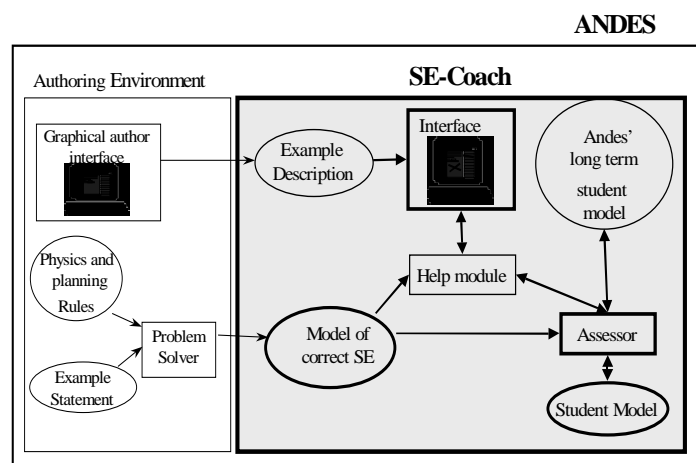 ANDES
Authoring Environment
SE-Coach
Graphical author
interface
Example
Description
Interface
Andes'
long term
student
model
Physics and
planning
Rules
Help module
Problem
Solver
Model of
correct SE
Assessor
Example
Statement
Student Model